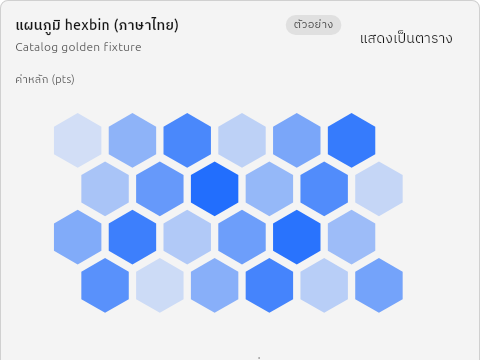 แผนภูมิ hexbin (ภาษาไทย)
ตัวอย่าง
แสดงเป็นตาราง
Catalog golden fixture
ค่าหลัก (pts)